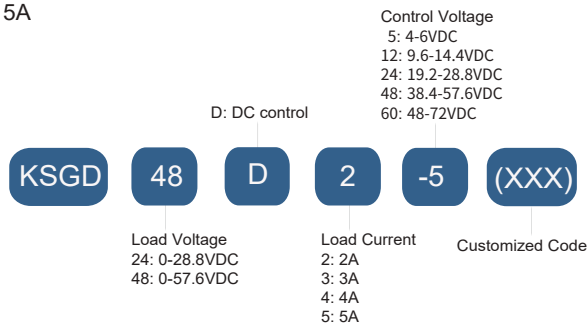 5A
Control Voltage
5: 4-6VDC
12: 9.6-14.4VDC
24: 19.2-28.8VDC
48: 38.4-57.6VDC
60: 48-72VDC
D: DC control
KSGD 48 D 2 -5 (XXX)
Load Voltage
24: 0-28.8VDC
48: 0-57.6VDC
Load Current
2: 2A
3: 3A
4: 4A
5: 5A
Customized Code